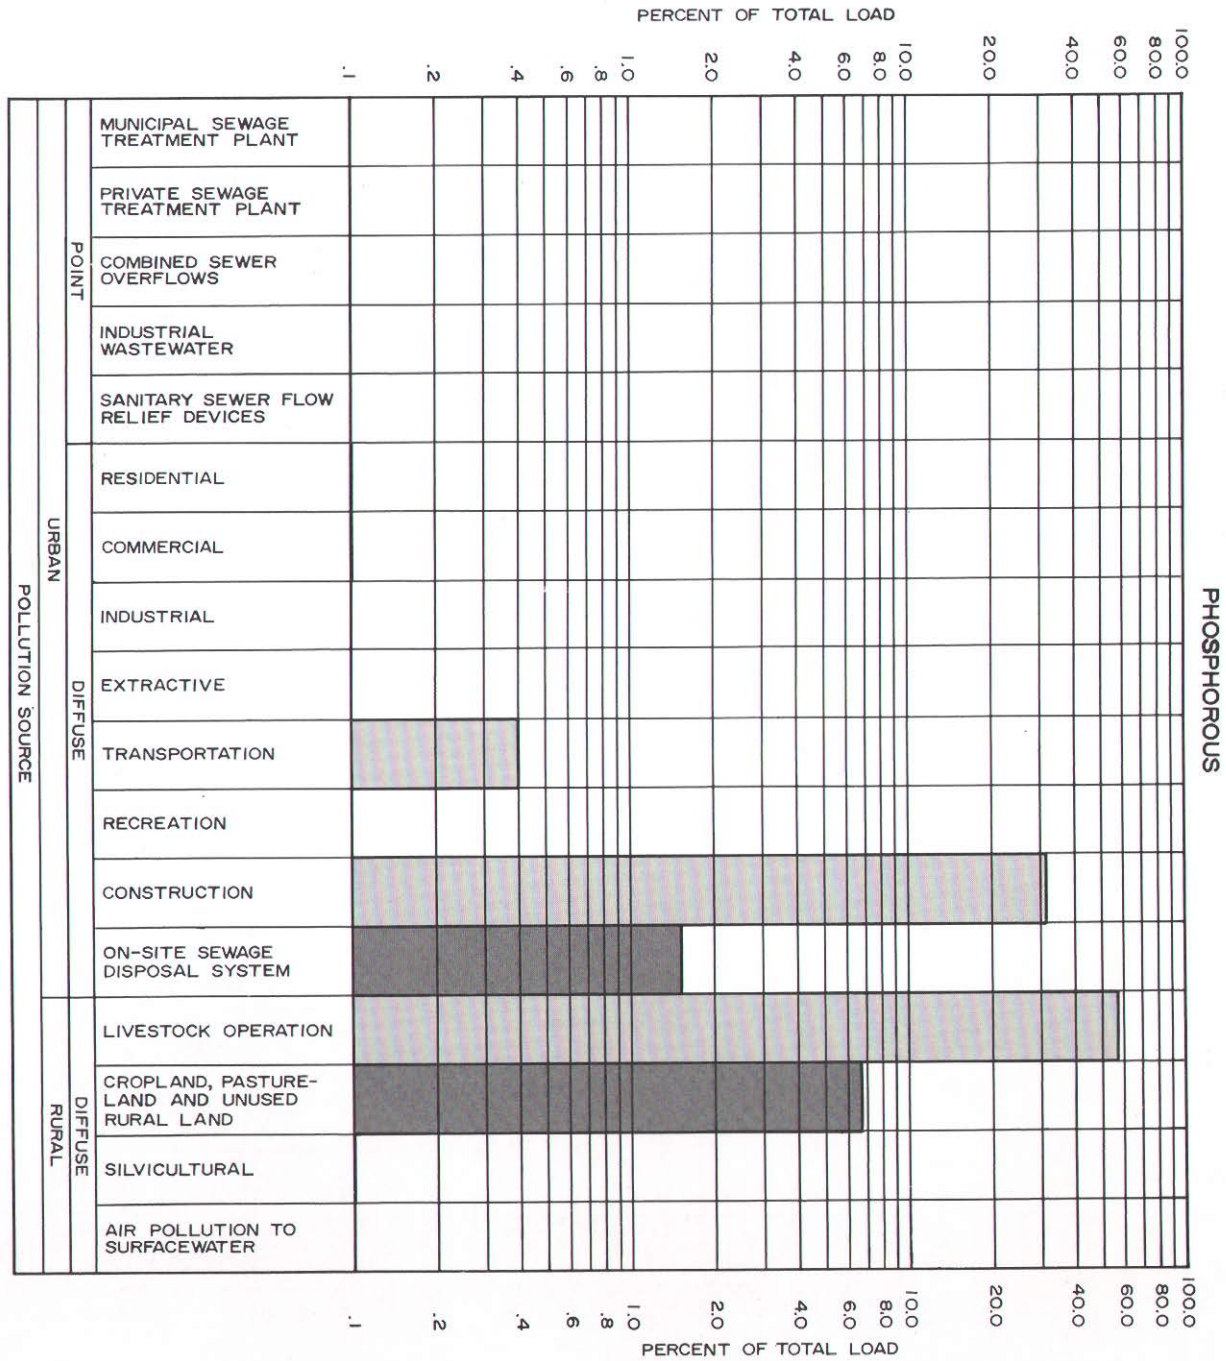 PERCENT OF TOTAL LOAD
.1 .2 .4 .6 .8 1.0 2.0 4.0 6.0 8.0 10.0 20.0 40.0 60.0 80.0 100.0
PHOSPHOROUS
POLLUTION SOURCE
URBAN
POINT
MUNICIPAL SEWAGE
TREATMENT PLANT
PRIVATE SEWAGE
TREATMENT PLANT
COMBINED SEWER
OVERFLOWS
INDUSTRIAL
WASTEWATER
SANITARY SEWER FLOW
RELIEF DEVICES
DIFFUSE
RESIDENTIAL
COMMERCIAL
INDUSTRIAL
EXTRACTIVE
TRANSPORTATION
RECREATION
CONSTRUCTION
ON-SITE SEWAGE
DISPOSAL SYSTEM
RURAL
DIFFUSE
LIVESTOCK OPERATION
CROPLAND, PASTURE-
LAND AND UNUSED
RURAL LAND
SILVICULTURAL
AIR POLLUTION TO
SURFACEWATER
.1 .2 .4 .6 .8 1.0 2.0 4.0 6.0 8.0 10.0 20.0 40.0 60.0 80.0 100.0
PERCENT OF TOTAL LOAD